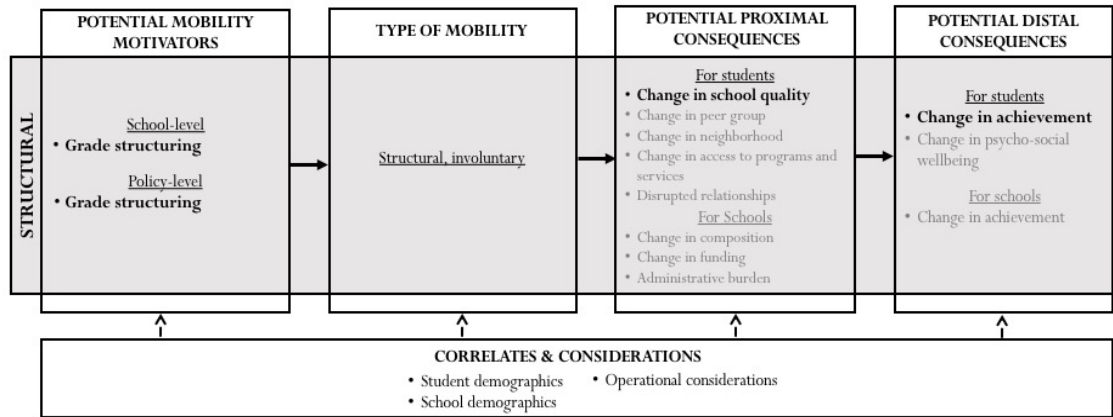 POTENTIAL MOBILITY
MOTIVATORS
TYPE OF MOBILITY
POTENTIAL PROXIMAL
CONSEQUENCES
POTENTIAL DISTAL
CONSEQUENCES
STRUCTURAL
School-level
• Grade structuring
Policy-level
• Grade structuring
Structural, involuntary
For students
• Change in school quality
• Change in peer group
• Change in neighborhood
• Change in access to programs and
services
• Disrupted relationships
For Schools
• Change in composition
• Change in funding
• Administrative burden
For students
• Change in achievement
• Change in psycho-social
wellbeing
For schools
• Change in achievement
CORRELATES & CONSIDERATIONS
• Student demographics
• School demographics
• Operational considerations